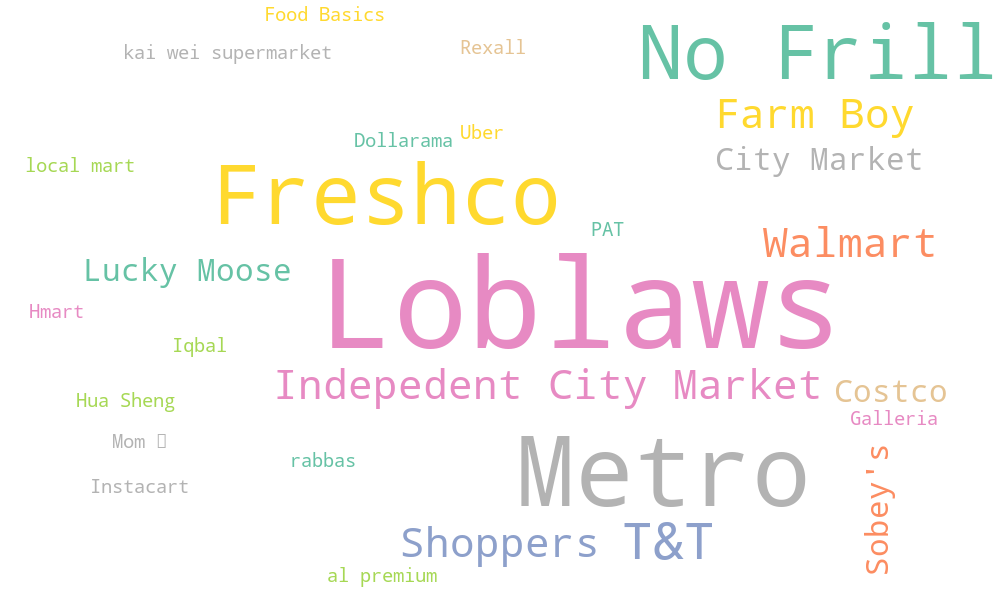 Food Basics
kai wei supermarket
Rexall
No Frill
Farm Boy
Uber
Dollarama
City Market
local mart
Freshco
PAT
Walmart
Lucky Moose
Loblaws
Hmart
Iqbal
Indepedent City Market
Costco
Hua Sheng
Galleria
Mom
rabbas
Metro
Sobey's
Instacart
Shoppers
T&T
al premium